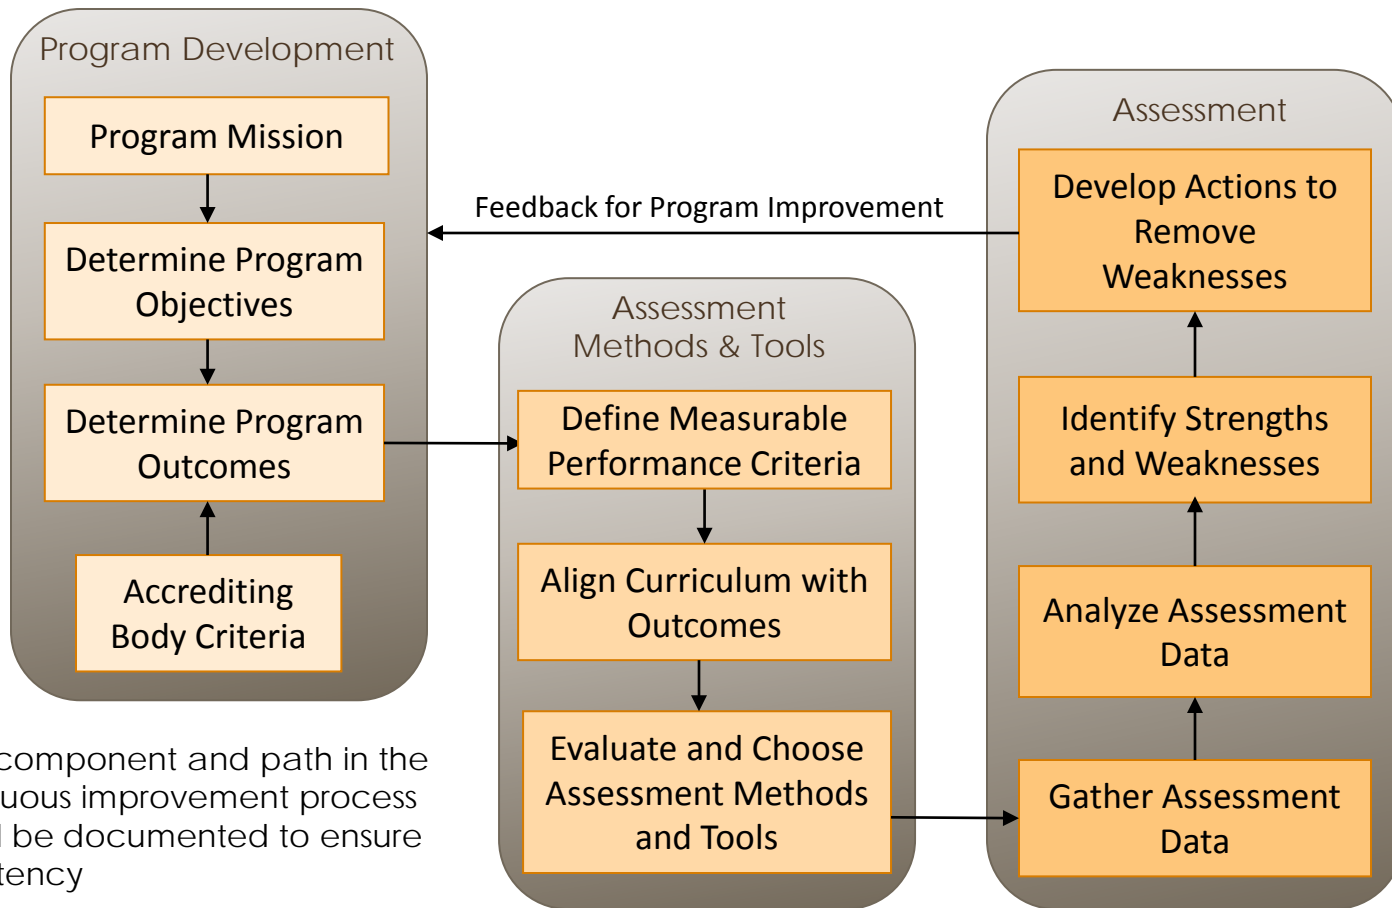 Program Development
Program Mission
Determine Program
Objectives
Determine Program
Outcomes
Accrediting
Body Criteria
component and path in the
uous improvement process
be documented to ensure
tency
Feedback for Program Improvement
Assessment
Methods & Tools
Define Measurable
Performance Criteria
Align Curriculum with
Outcomes
Evaluate and Choose
Assessment Methods
and Tools
Assessment
Develop Actions to
Remove
Weaknesses
Identify Strengths
and Weaknesses
Analyze Assessment
Data
Gather Assessment
Data